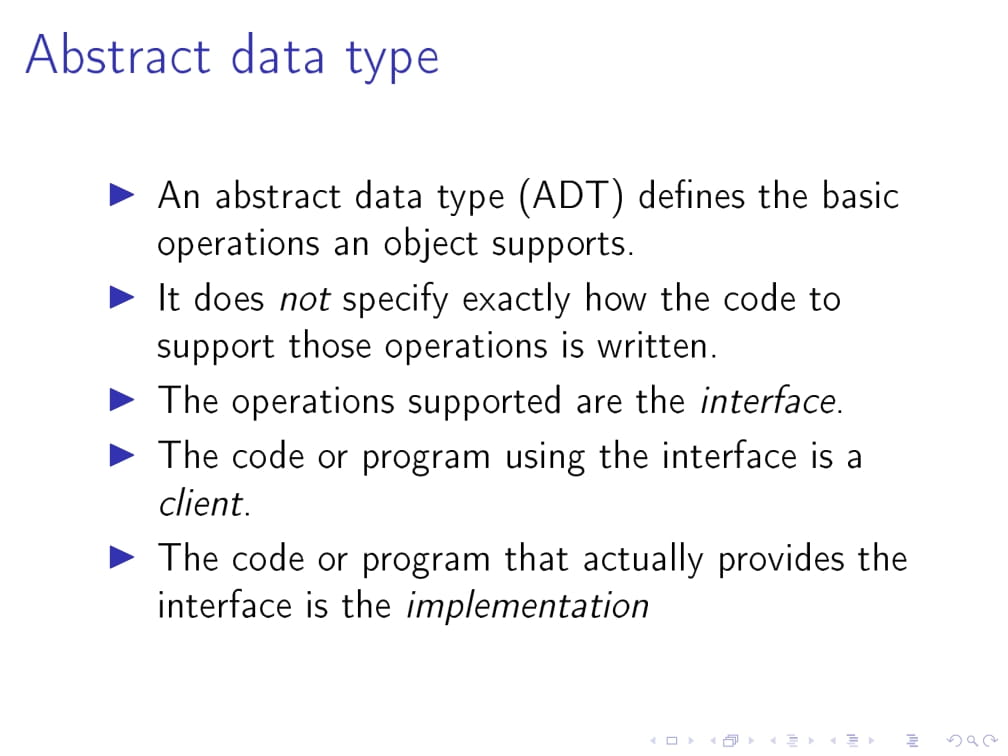 Abstract data type
▶ An abstract data type (ADT) defines the basic
operations an object supports.
▶ It does not specify exactly how the code to
support those operations is written.
▶ The operations supported are the interface.
▶ The code or program using the interface is a
client.
▶ The code or program that actually provides the
interface is the implementation